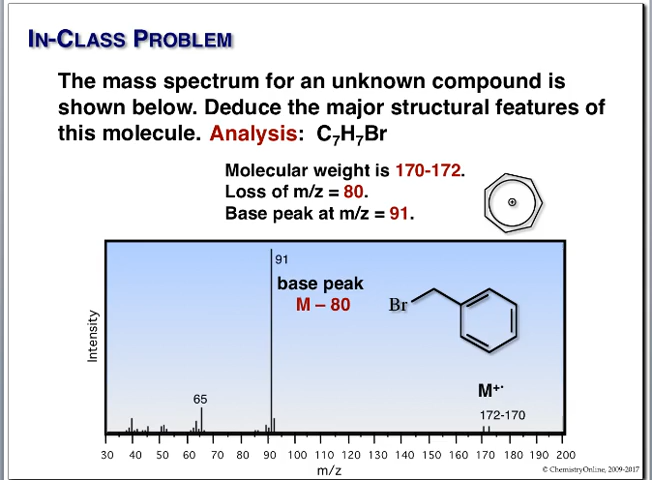 IN-CLASS PROBLEM
The mass spectrum for an unknown compound is
shown below. Deduce the major structural features of
this molecule. Analysis: C₇H₇Br
Molecular weight is 170-172.
Loss of m/z = 80.
Base peak at m/z = 91.
⊕
91
base peak
M – 80
Br
Intensity
65
M⁺·
172-170
30 40 50 60 70 80 90 100 110 120 130 140 150 160 170 180 190 200
m/z
© ChemistryOnline, 2009-2017